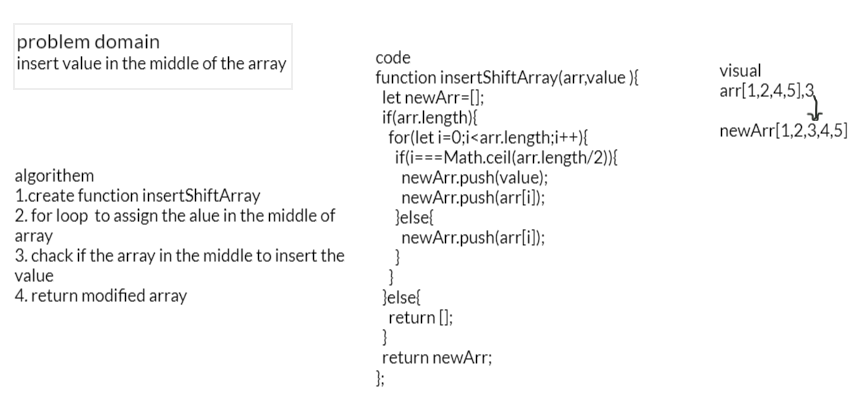 problem domain
insert value in the middle of the array
algorithem
1.create function insertShiftArray
2. for loop to assign the alue in the middle of
array
3. chack if the array in the middle to insert the
value
4. return modified array
code
function insertShiftArray(arr,value ){
let newArr=[];
if(arr.length){
for(let i=0;i<arr.length;i++){
if(i===Math.ceil(arr.length/2)){
newArr.push(value);
newArr.push(arr[i]);
}else{
newArr.push(arr[i]);
}
}
}else{
return [];
}
return newArr;
};
visual
arr[1,2,4,5],3
newArr[1,2,3,4,5]